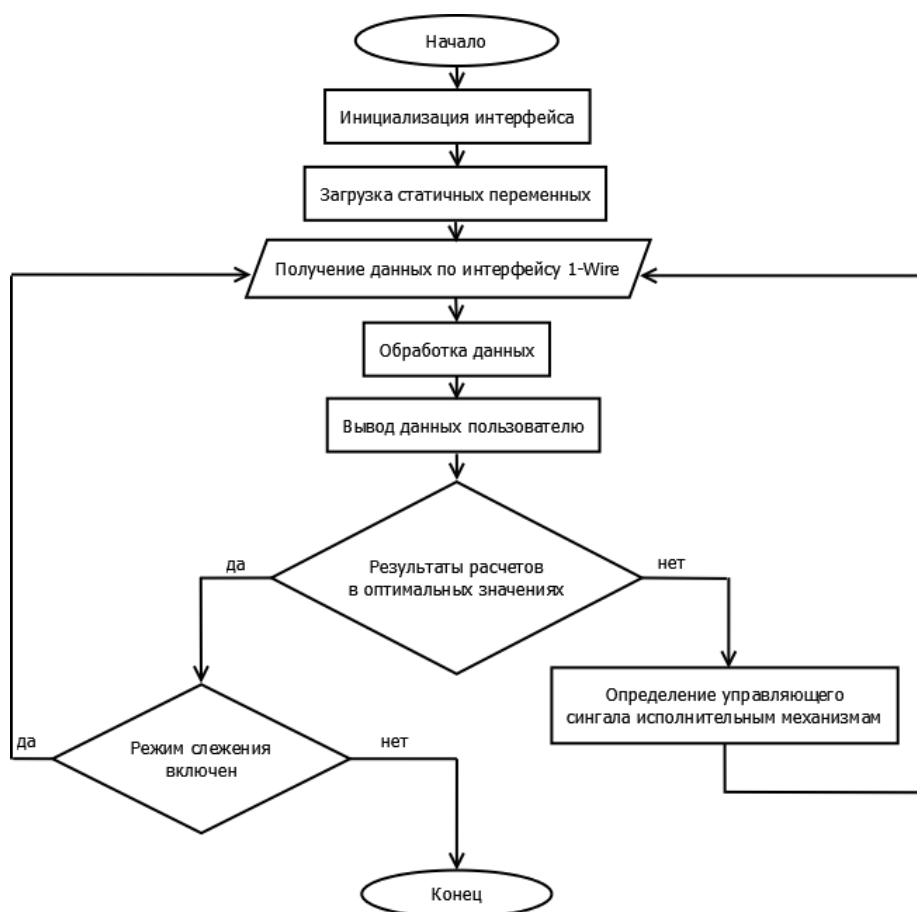 Начало
Инициализация интерфейса
Загрузка статичных переменных
Получение данных по интерфейсу 1-Wire
Обработка данных
Вывод данных пользователю
Результаты расчетов
в оптимальных значениях
да
нет
Определение управляющего
сингала исполнительным механизмам
Режим слежения
включен
да
нет
Конец